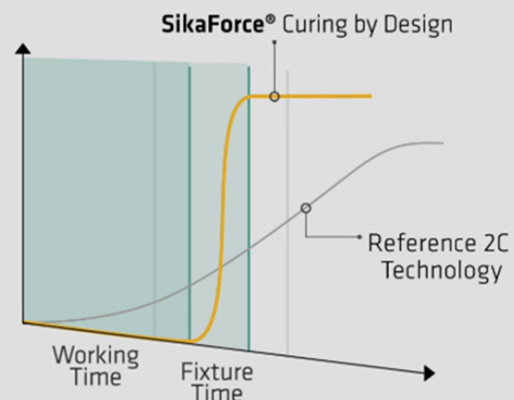 SikaForce® Curing by Design
Reference 2C
Technology
Working
Time
Fixture
Time